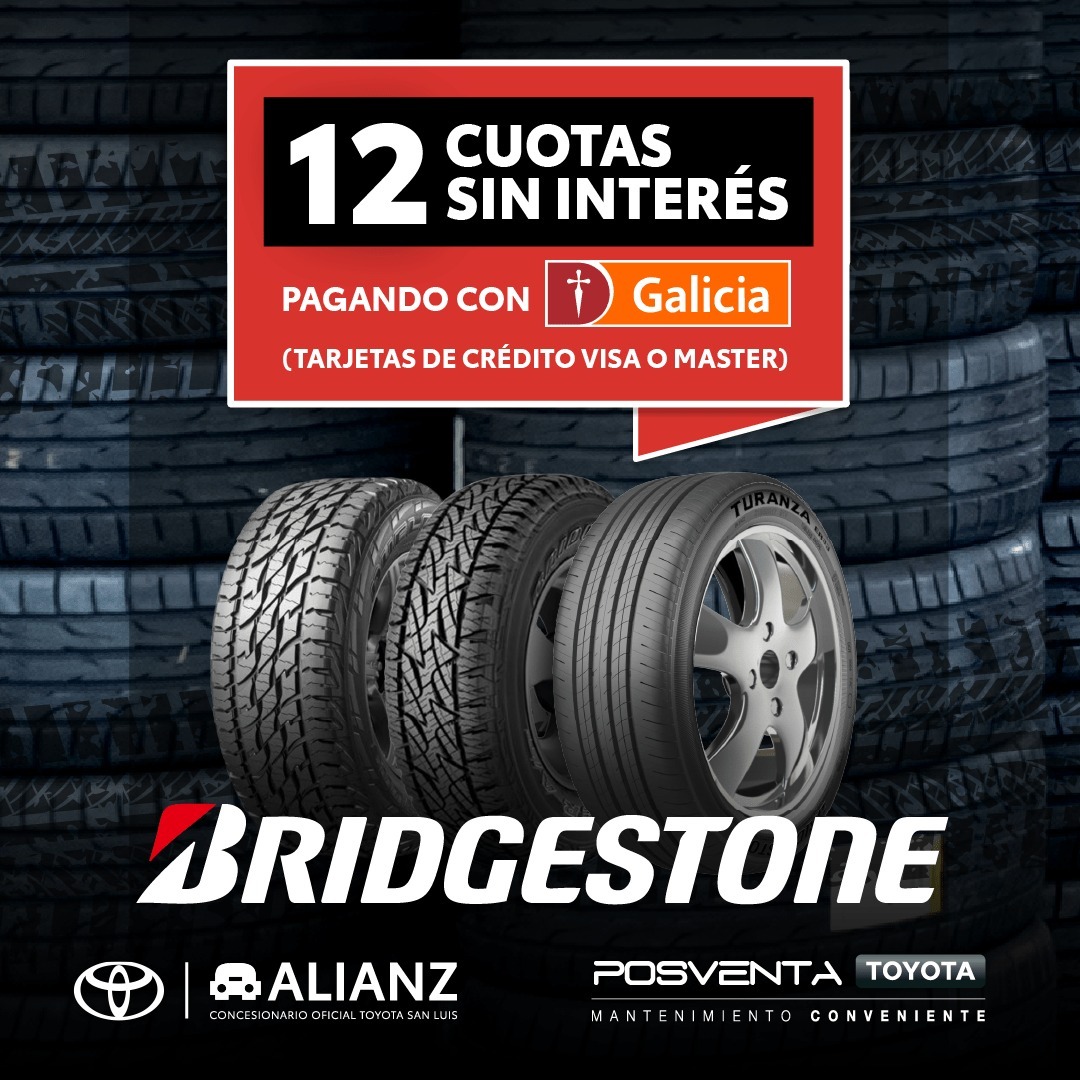 12 CUOTAS
SIN INTERÉS
PAGANDO CON Galicia
(TARJETAS DE CRÉDITO VISA O MASTER)
TURANZA
BRIDGESTONE
ALIANZ
CONCESIONARIO OFICIAL TOYOTA SAN LUIS
POSVENTA TOYOTA
MANTENIMIENTO CONVENIENTE